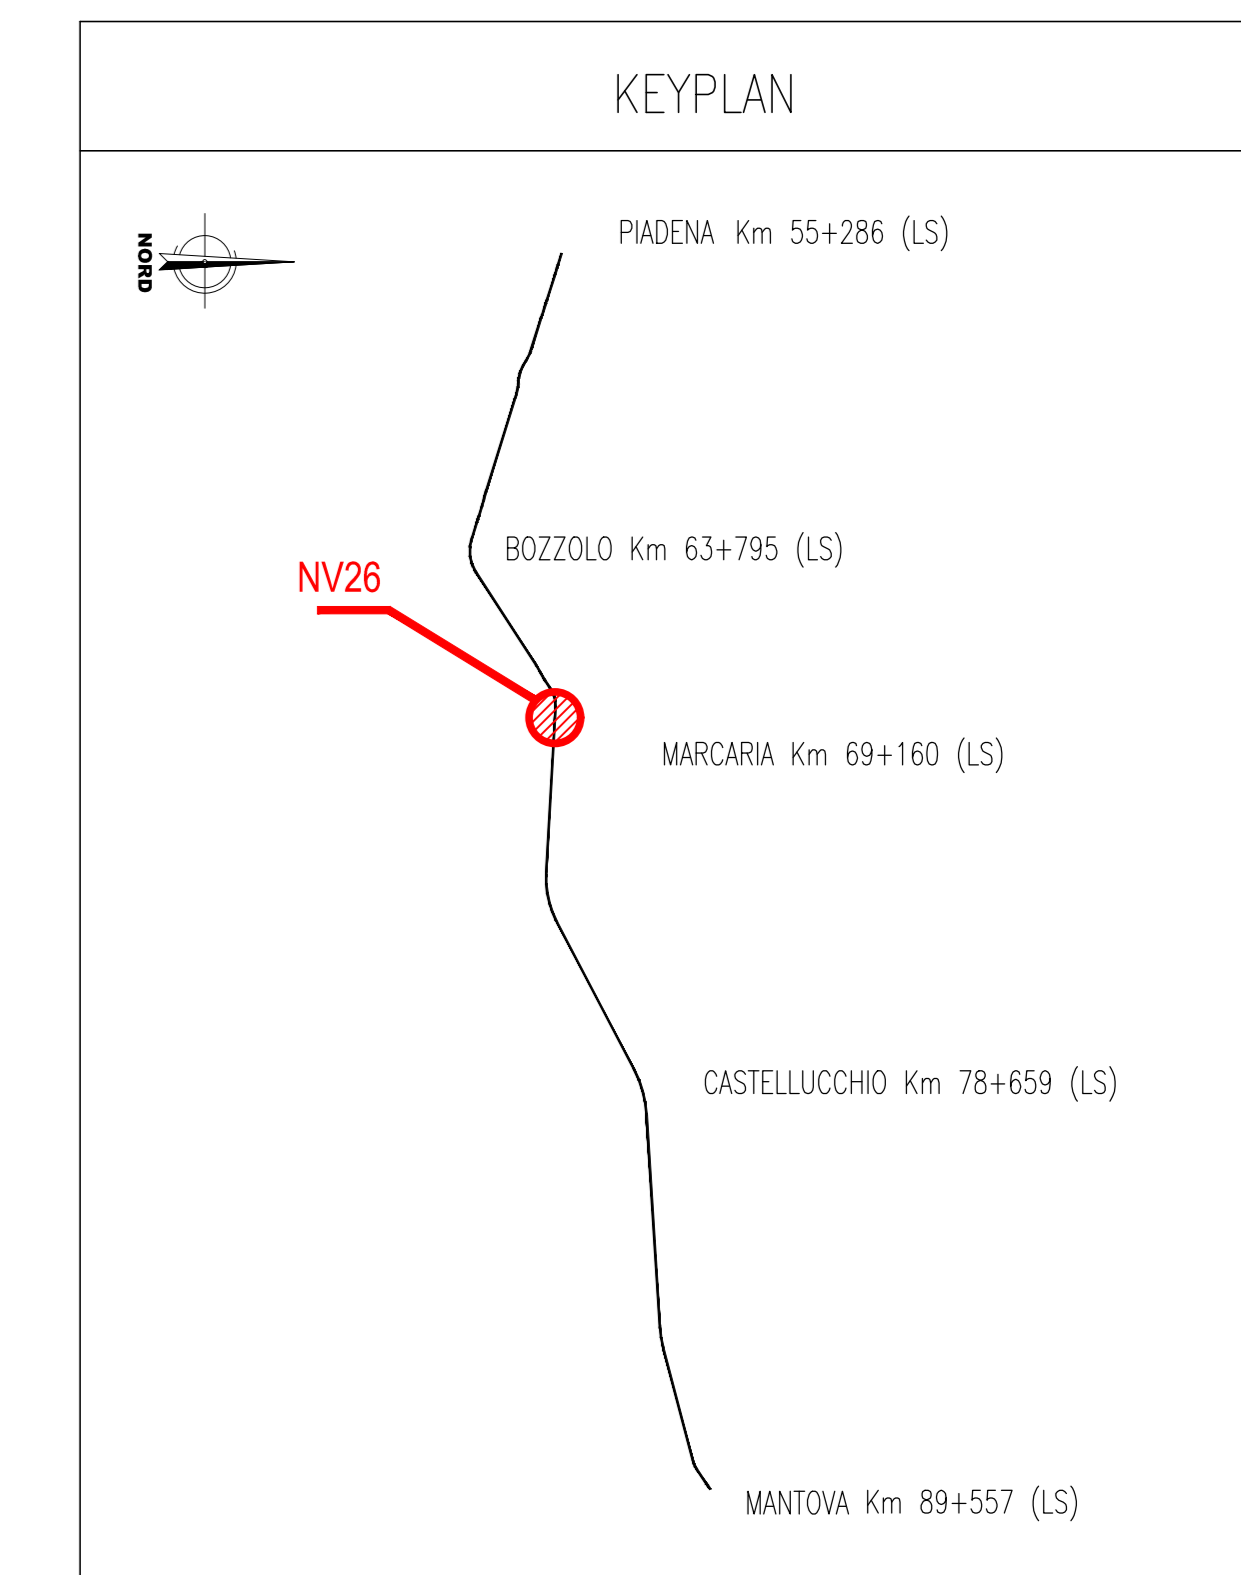 KEYPLAN
NORD
PIADENA Km 55+286 (LS)
BOZZOLO Km 63+795 (LS)
NV26
MARCARIA Km 69+160 (LS)
CASTELLUCCHIO Km 78+659 (LS)
MANTOVA Km 89+557 (LS)